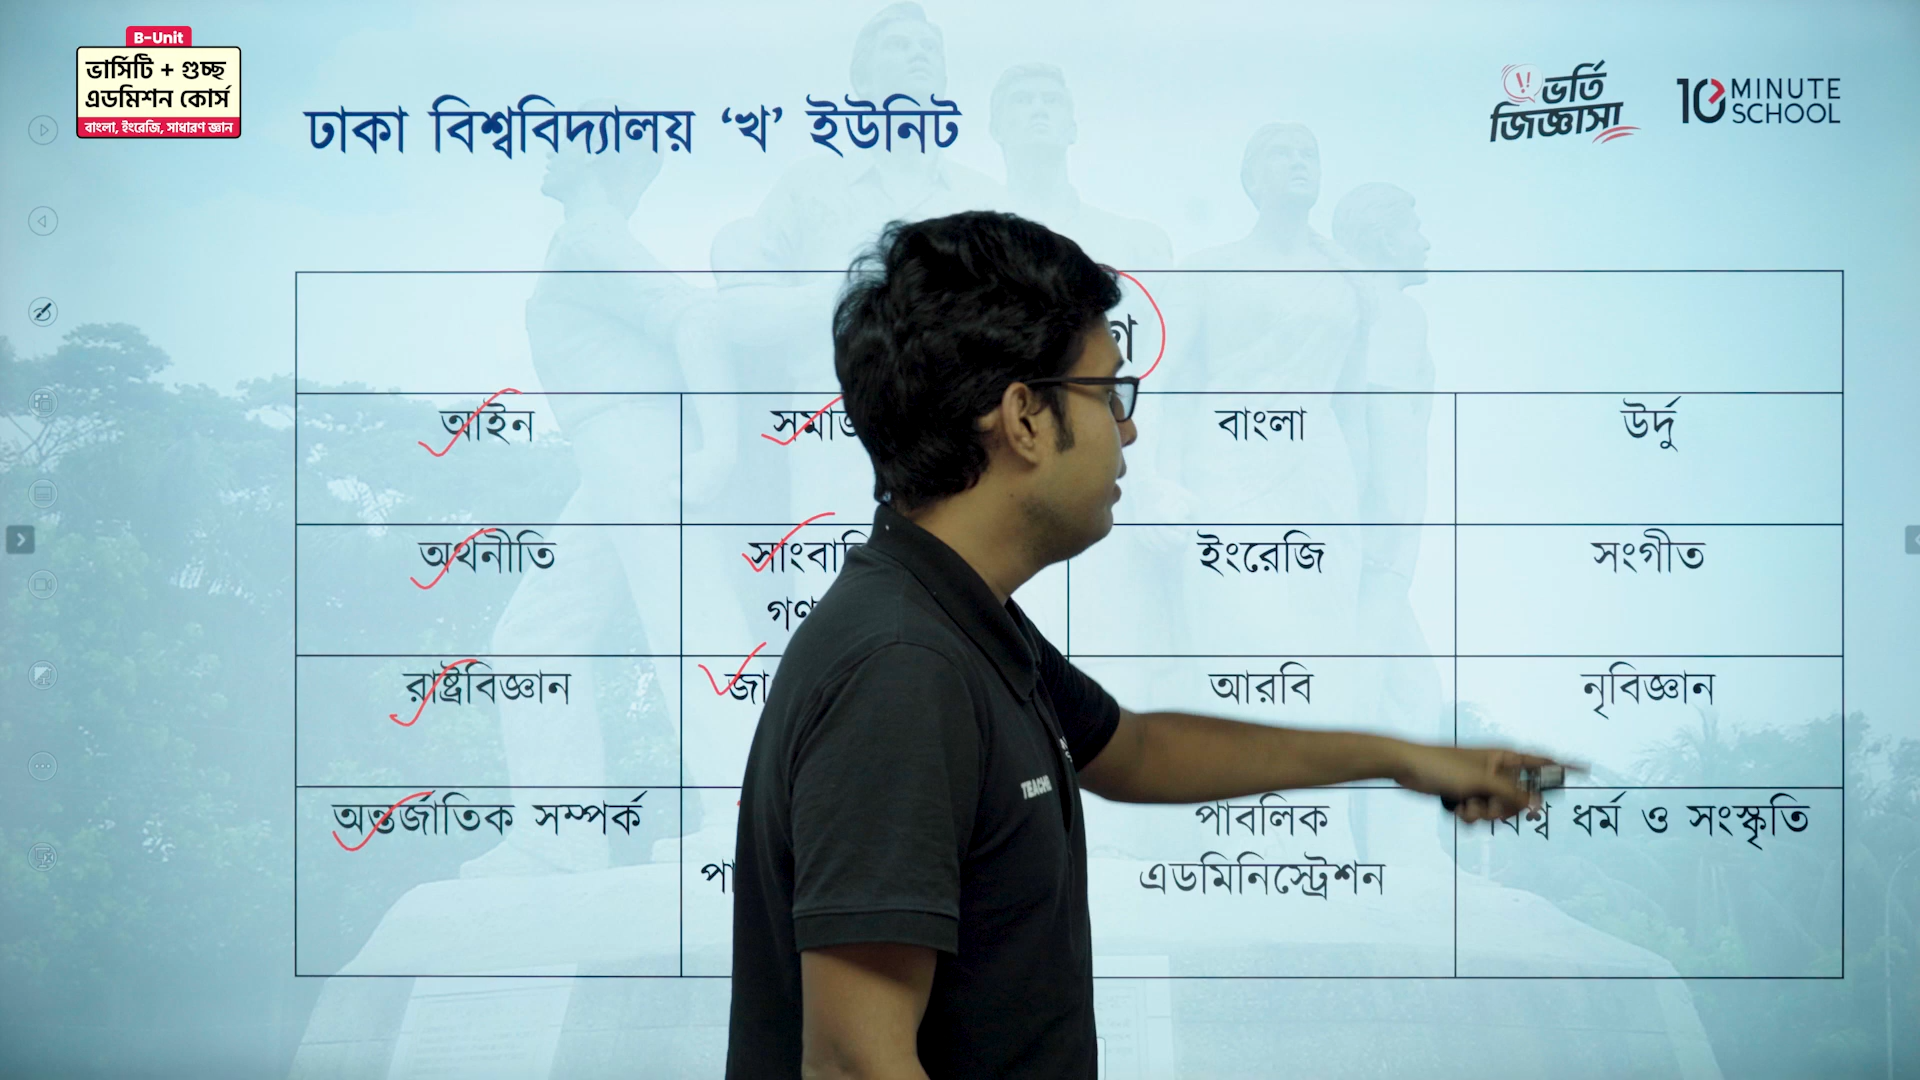 B-Unit
ভার্সিটি + গুচ্ছ
এডমিশন কোর্স
বাংলা, ইংরেজি, সাধারণ জ্ঞান
ঢাকা বিশ্ববিদ্যালয় ‘খ’ ইউনিট
!! ভর্তি
জিজ্ঞাসা
10 MINUTE
SCHOOL
আইন
বাংলা
উর্দু
অর্থনীতি
ইংরেজি
সংগীত
রাষ্ট্রবিজ্ঞান
আরবি
নৃবিজ্ঞান
অন্তর্জাতিক সম্পর্ক
পাবলিক
এডমিনিস্ট্রেশন
ধর্ম ও সংস্কৃতি